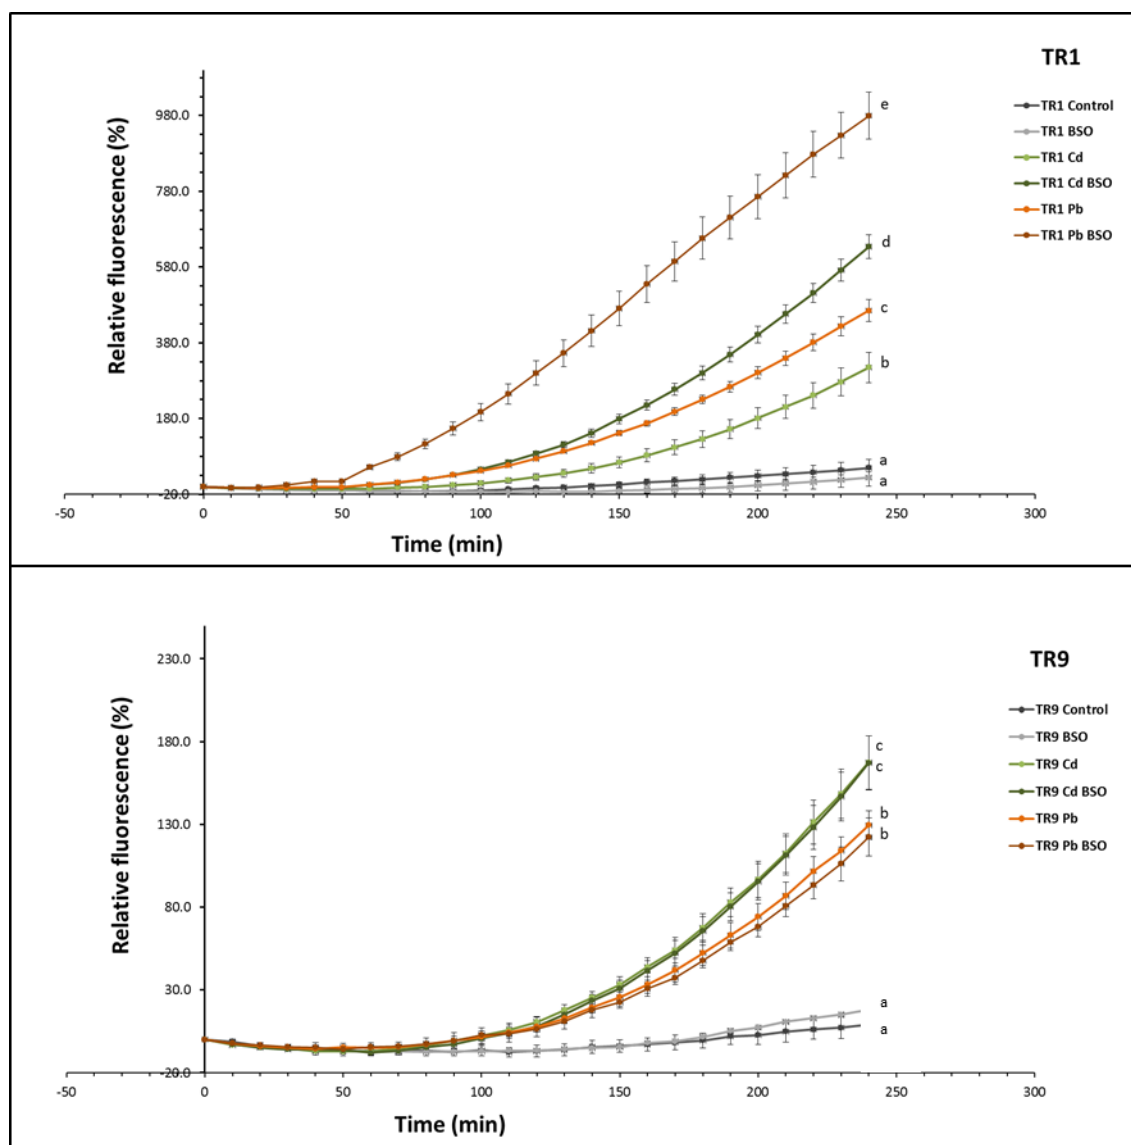 TR1
Relative fluorescence (%)
980.0
780.0
580.0
380.0
180.0
-20.0
-50
0
50
100
150
200
250
300
Time (min)
e
d
c
b
a
a
TR1 Control
TR1 BSO
TR1 Cd
TR1 Cd BSO
TR1 Pb
TR1 Pb BSO
TR9
Relative fluorescence (%)
230.0
180.0
130.0
80.0
30.0
-20.0
-50
0
50
100
150
200
250
300
Time (min)
c
c
b
b
a
a
TR9 Control
TR9 BSO
TR9 Cd
TR9 Cd BSO
TR9 Pb
TR9 Pb BSO